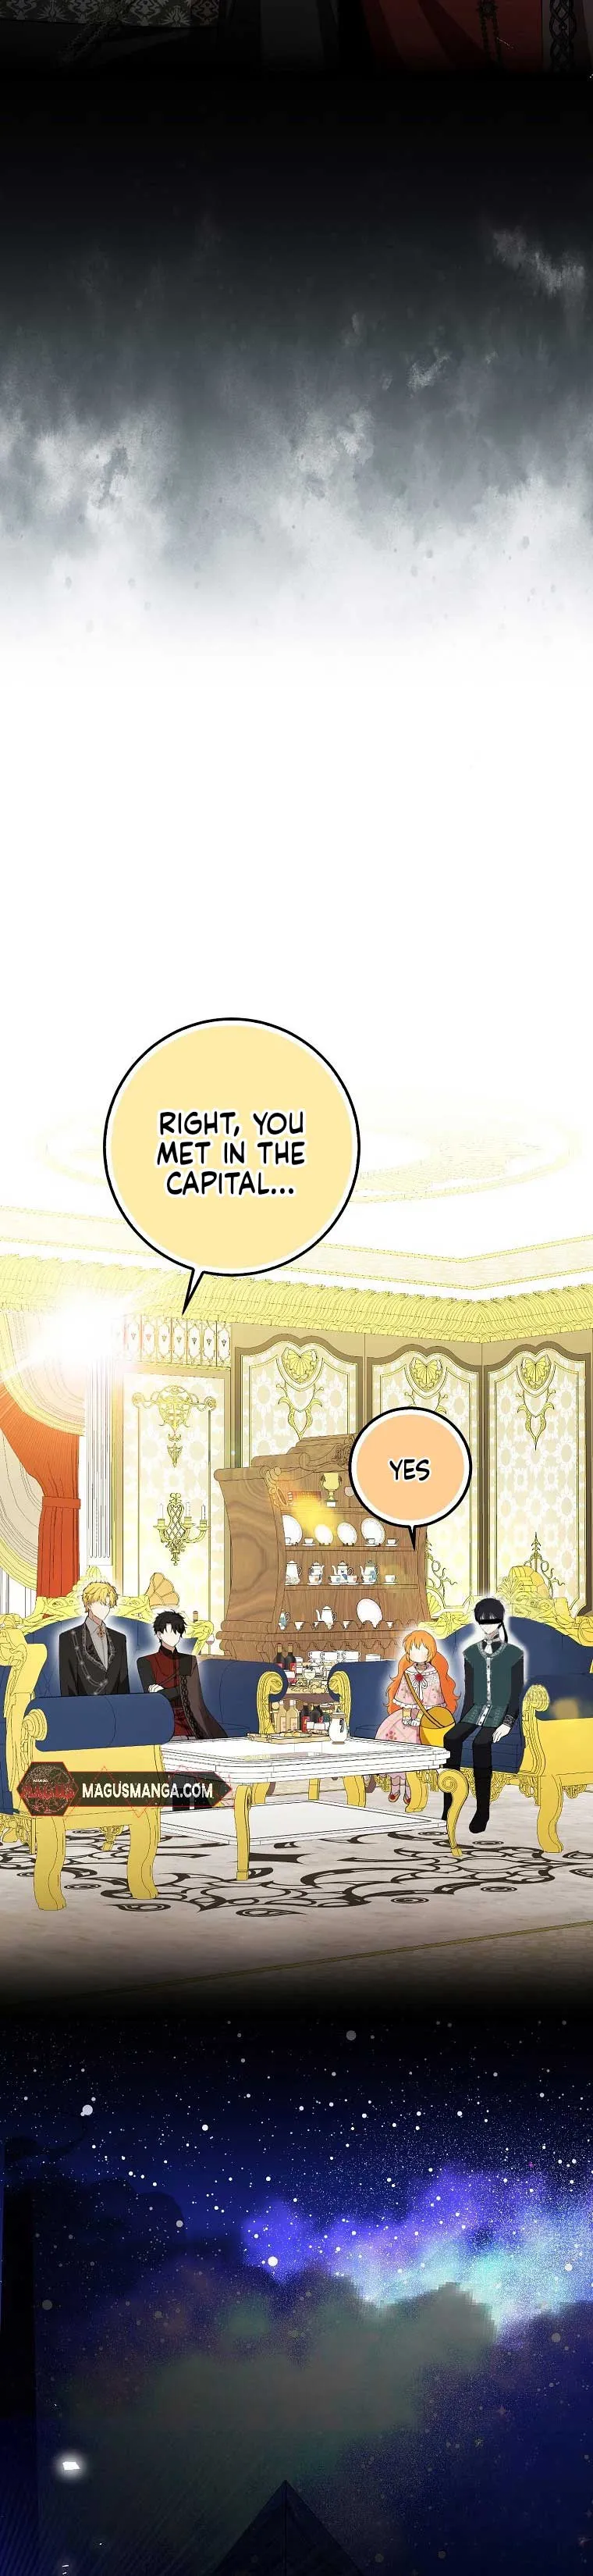 RIGHT, YOU
MET IN THE
CAPITAL...
YES
MAGUSMANGA.COM